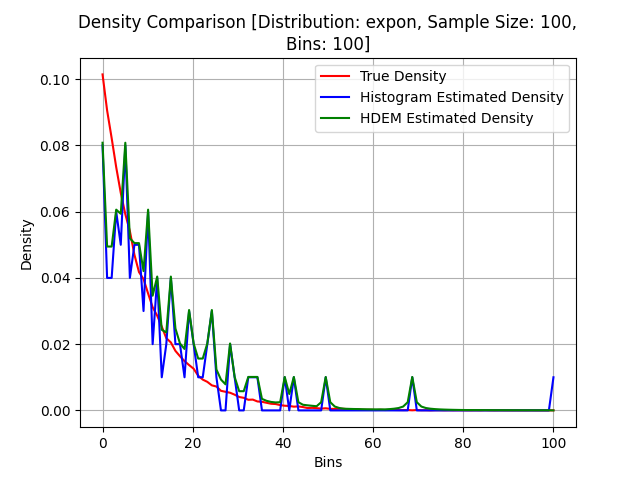 Density Comparison [Distribution: expon, Sample Size: 100,
Bins: 100]
True Density
Histogram Estimated Density
HDEM Estimated Density
Density
0.10
0.08
0.06
0.04
0.02
0.00
0 20 40 60 80 100
Bins